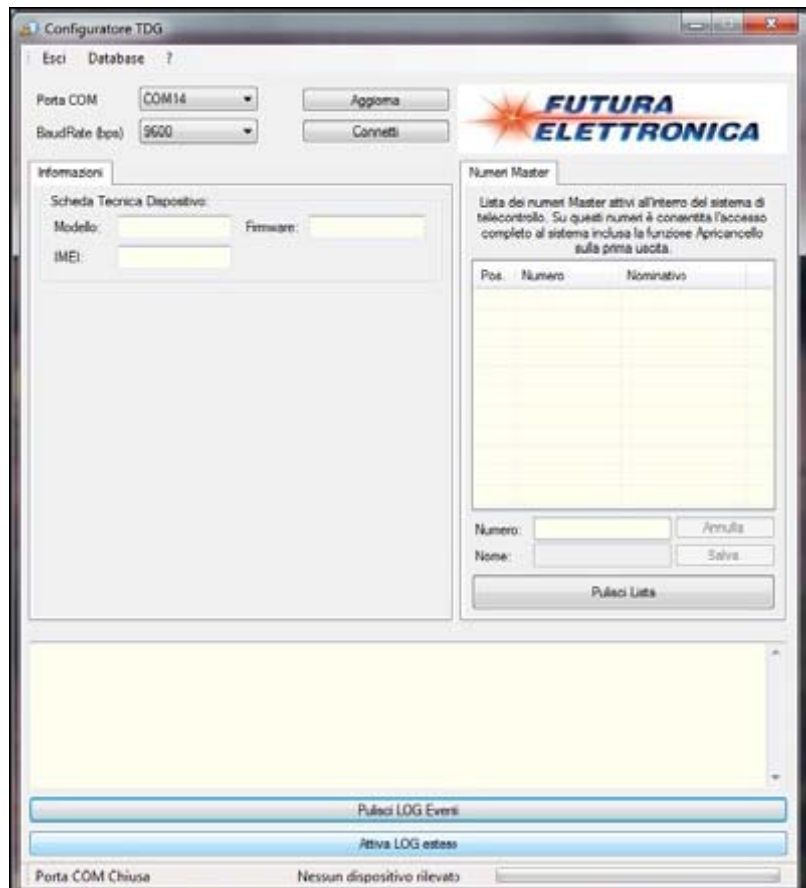 Configuratore TDG
Esci Database ?
Porta COM COM14 Aggiorna
BaudRate (bps) 9600 Connetti
FUTURA
ELETTRONICA
Informazioni
Scheda Tecnica Dispositivo:
Modello: Firmware:
IMEI:
Numeri Master
Lista dei numeri Master attivi all'interno del sistema di
telecontrollo. Su questi numeri è consentita l'accesso
completo al sistema inclusa la funzione Apricancello
sulla prima uscita.
Pos. Numero Nominativo
Numero: Annulla
Nome: Salva
Pulisci Lista
Pulisci LOG Eventi
Attiva LOG esteso
Porta COM Chiusa Nessun dispositivo rilevato